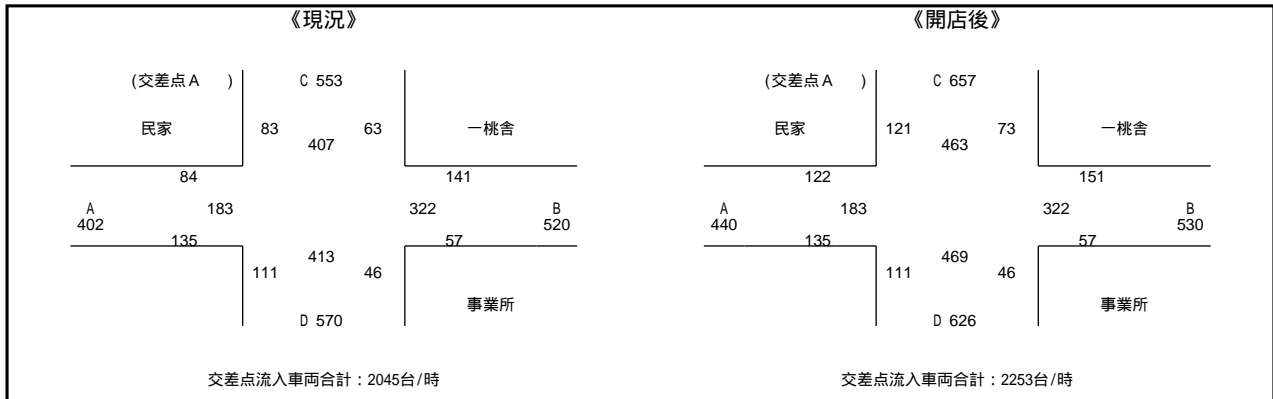 《現況》
(交差点A )
C 553
民家
83
63
407
一桃舎
84
141
A
402
183
322
B
520
135
57
413
111
46
事業所
D 570
交差点流入車両合計：2045台/時
《開店後》
(交差点A )
C 657
民家
121
73
463
一桃舎
122
151
A
440
183
322
B
530
135
57
469
111
46
事業所
D 626
交差点流入車両合計：2253台/時